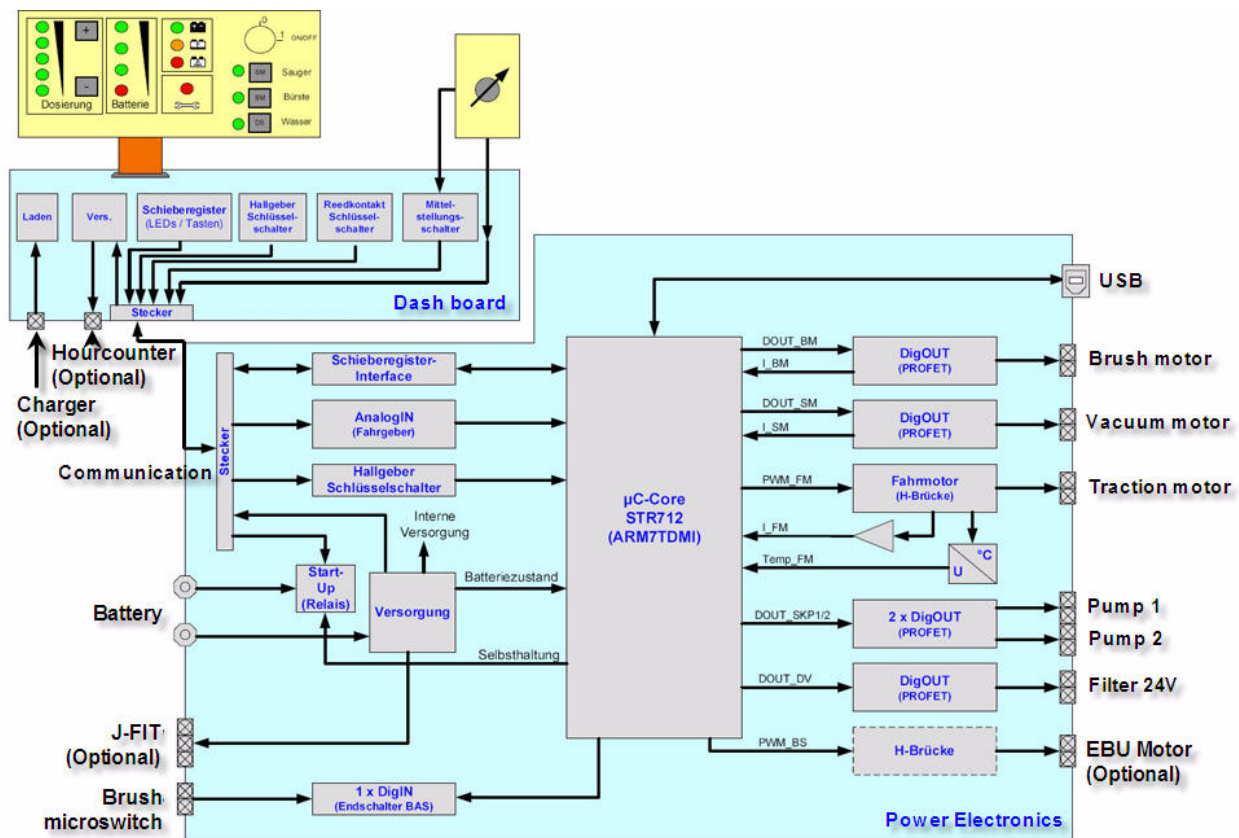 0
1 ON/OFF
+
-
Dosierung
Batterie
SM Sauger
BM Bürste
DS Wasser
Laden
Vers.
Schieberegister
(LEDs / Tasten)
Hallgeber
Schlüssel-
schalter
Reedkontakt
Schlüssel-
schalter
Mittel-
stellungs-
schalter
Stecker
Dash board
Hourcounter
(Optional)
Charger
(Optional)
Communication
Stecker
Schieberegister-
Interface
AnalogIN
(Fahrgeber)
Hallgeber
Schlüsselschalter
Interne
Versorgung
Start-
Up
(Relais)
Versorgung
Batteriezustand
Selbsthaltung
Battery
J-FIT
(Optional)
Brush
microswitch
1 x DigIN
(Endschalter BAS)
µC-Core
STR712
(ARM7TDMI)
USB
DOUT_BM
I_BM
DigOUT
(PROFET)
Brush motor
DOUT_SM
I_SM
DigOUT
(PROFET)
Vacuum motor
PWM_FM
Fahrmotor
(H-Brücke)
Traction motor
I_FM
Temp_FM
°C
U
DOUT_SKP1/2
2 x DigOUT
(PROFET)
Pump 1
Pump 2
DOUT_DV
DigOUT
(PROFET)
Filter 24V
PWM_BS
H-Brücke
EBU Motor
(Optional)
Power Electronics